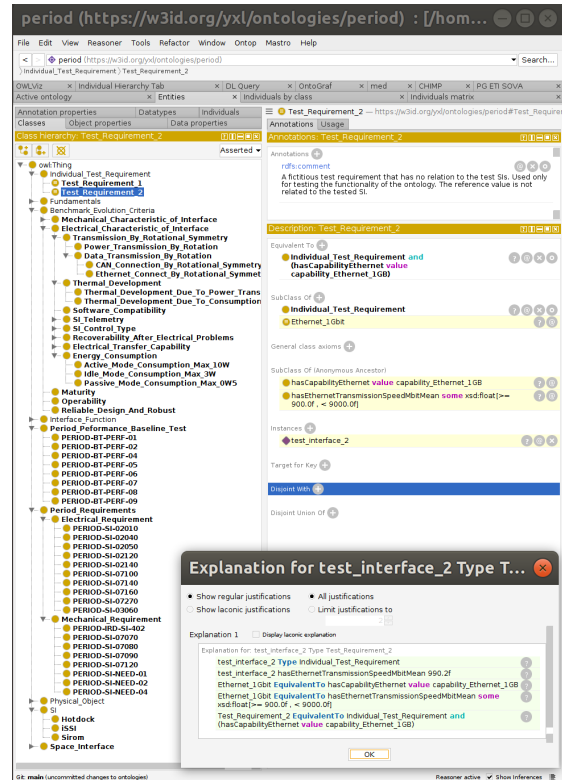 period (https://w3id.org/yxl/ontologies/period) : [/hom...
File Edit View Reasoner Tools Refactor Window Ontop Mastro Help
< > period (https://w3id.org/yxl/ontologies/period) Search...
Individual_Test_Requirement Test_Requirement_2
OWLViz × Individual Hierarchy Tab × DL Query × OntoGraf × med × CHIMP × PG ETI SOVA ×
Active ontology × Entities × Individuals by class × Individuals matrix ×
Annotation properties Datatypes Individuals
Classes Object properties Data properties
Class hierarchy: Test_Requirement_2
Asserted
owl:Thing
Individual_Test_Requirement
Test_Requirement_1
Test_Requirement_2
Fundamentals
Benchmark_Evolution_Criteria
Mechanical_Characteristic_of_Interface
Electrical_Characteristic_of_Interface
Transmission_By_Rotational_Symmetry
Power_Transmission_By_Rotation
Data_Transmission_By_Rotation
CAN_Connection_By_Rotational_Symmetry
Ethernet_Connect_By_Rotational_Symmet
Thermal_Development
Thermal_Development_Due_To_Power_Trans
Thermal_Development_Due_To_Consumption
Software_Compatibility
SI_Telemetry
SI_Control_Type
Recoverability_After_Electrical_Problems
Electrical_Transfer_Capability
Energy_Consumption
Active_Mode_Consumption_Max_10W
Idle_Mode_Consumption_Max_3W
Passive_Mode_Consumption_Max_0W5
Maturity
Operability
Reliable_Design_And_Robust
Interface_Function
Period_Peformance_Baseline_Test
PERIOD-BT-PERF-01
PERIOD-BT-PERF-02
PERIOD-BT-PERF-04
PERIOD-BT-PERF-05
PERIOD-BT-PERF-06
PERIOD-BT-PERF-07
PERIOD-BT-PERF-08
PERIOD-BT-PERF-09
Period_Requirements
Electrical_Requirement
PERIOD-SI-02010
PERIOD-SI-02040
PERIOD-SI-02050
PERIOD-SI-02120
PERIOD-SI-02140
PERIOD-SI-07100
PERIOD-SI-07140
PERIOD-SI-07160
PERIOD-SI-07270
PERIOD-SI-03060
Mechanical_Requirement
PERIOD-IRD-SI-402
PERIOD-SI-07070
PERIOD-SI-07080
PERIOD-SI-07090
PERIOD-SI-07120
PERIOD-SI-NEED-01
PERIOD-SI-NEED-02
PERIOD-SI-NEED-04
Physical_Object
SI
Hotdock
iSSI
Sirom
Space_Interface
Test_Requirement_2 — https://w3id.org/yxl/ontologies/period#Test_Requirer
Annotations Usage
Annotations: Test_Requirement_2
Annotations
rdfs:comment
A fictitious test requirement that has no relation to the test SIs. Used only
for testing the functionality of the ontology. The reference value is not
related to the tested SI.
Description: Test_Requirement_2
Equivalent To
Individual_Test_Requirement and
(hasCapabilityEthernet value
capability_Ethernet_1GB)
SubClass Of
Individual_Test_Requirement
Ethernet_1Gbit
General class axioms
SubClass Of (Anonymous Ancestor)
hasCapabilityEthernet value capability_Ethernet_1GB
hasEthernetTransmissionSpeedMbitMean some xsd:float[>=
900.0f , < 9000.0f]
Instances
test_interface_2
Target for Key
Disjoint With
Disjoint Union Of
Explanation for test_interface_2 Type T...
Show regular justifications All justifications
Show laconic justifications Limit justifications to
2
Explanation 1 Display laconic explanation
Explanation for: test_interface_2 Type Test_Requirement_2
test_interface_2 Type Individual_Test_Requirement
test_interface_2 hasEthernetTransmissionSpeedMbitMean 990.2f
Ethernet_1Gbit EquivalentTo hasCapabilityEthernet value capability_Ethernet_1GB
Ethernet_1Gbit EquivalentTo hasEthernetTransmissionSpeedMbitMean some
xsd:float[>= 900.0f , < 9000.0f]
Test_Requirement_2 EquivalentTo Individual_Test_Requirement and
(hasCapabilityEthernet value capability_Ethernet_1GB)
OK
Git: main (uncommitted changes to ontologies) Reasoner active Show Inferences